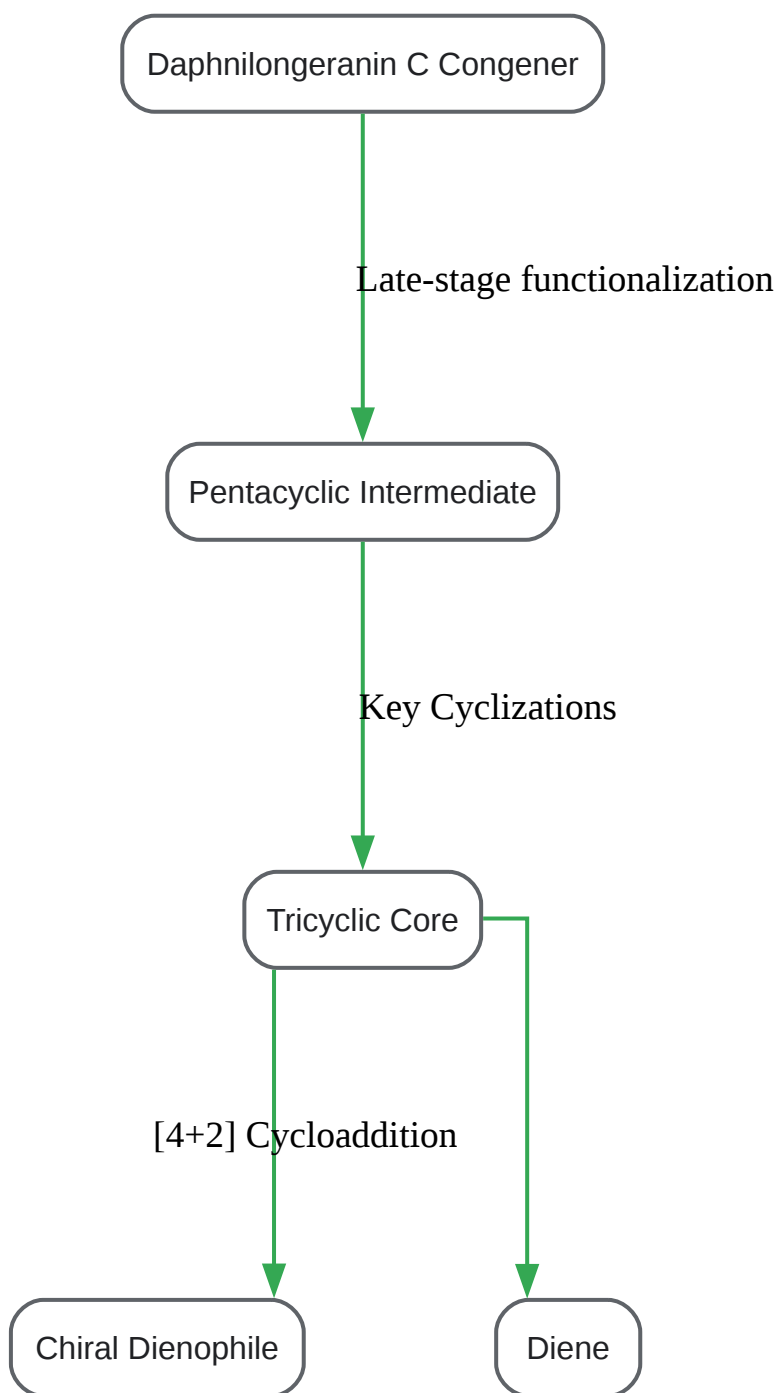 Daphnilongeranin C Congener
Late-stage functionalization
Pentacyclic Intermediate
Key Cyclizations
Tricyclic Core
[4+2] Cycloaddition
Chiral Dienophile
Diene